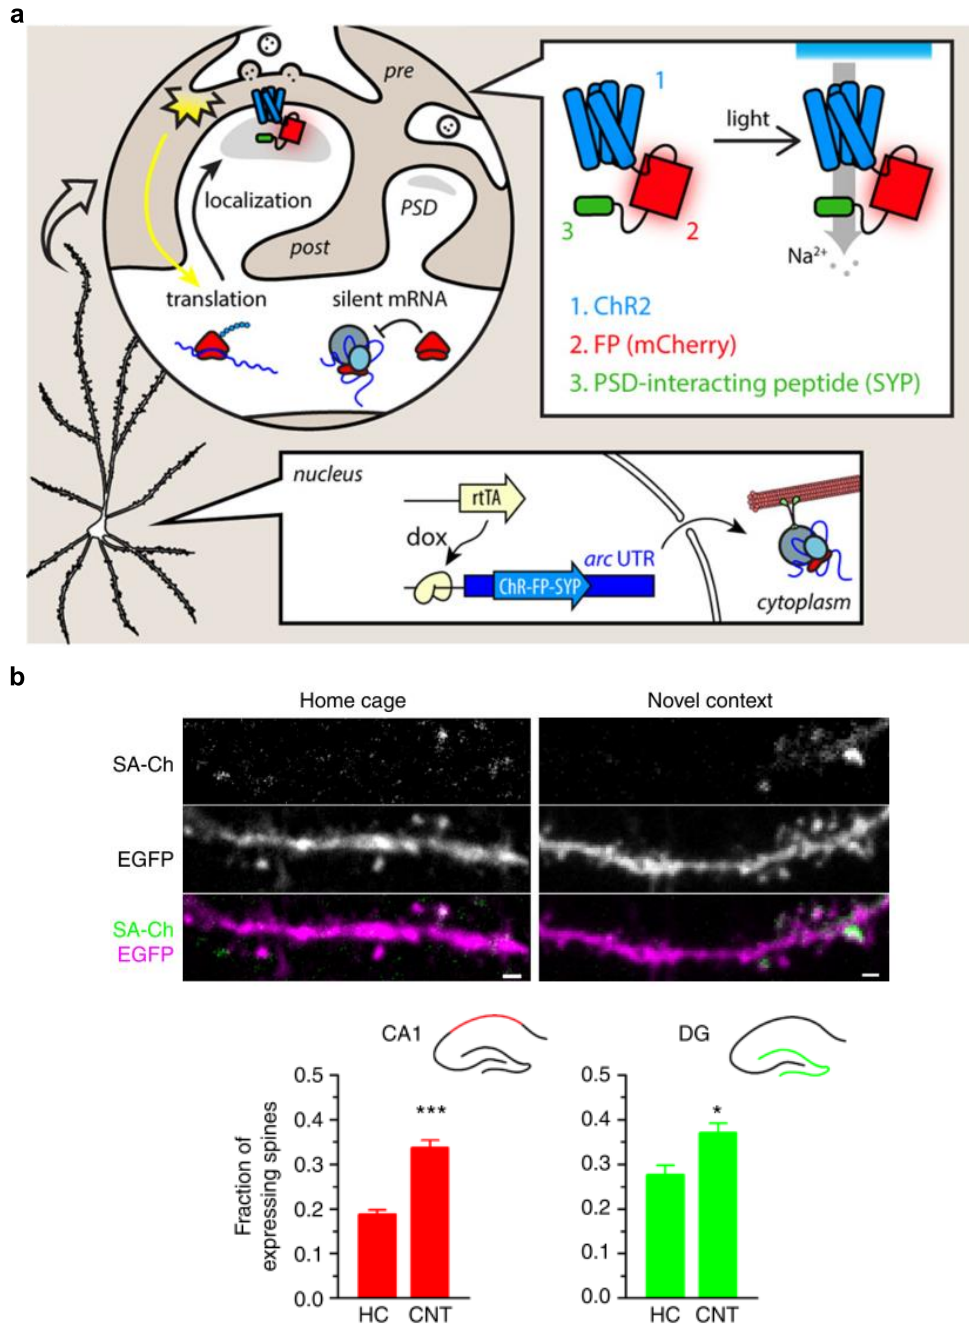 a
pre
localization
PSD
post
translation
silent mRNA
1
light
3
2
Na²⁺
1. ChR2
2. FP (mCherry)
3. PSD-interacting peptide (SYP)
nucleus
rtTA
dox
arc UTR
ChR-FP-SYP
cytoplasm
b
Home cage
Novel context
SA-Ch
EGFP
SA-Ch
EGFP
CA1
DG
Fraction of
expressing spines
0.5
0.4
0.3
0.2
0.1
0.0
***
HC
CNT
0.5
0.4
0.3
0.2
0.1
0.0
*
HC
CNT